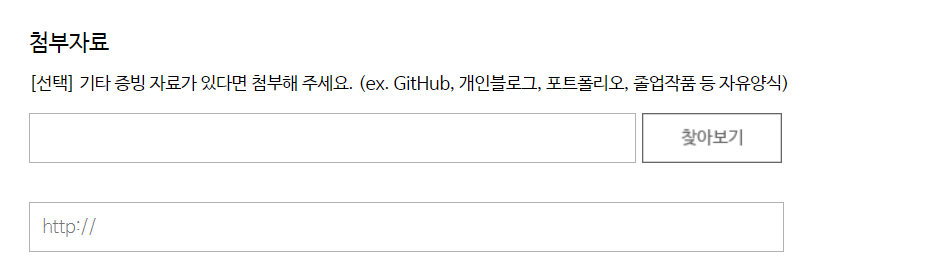 첨부자료
[선택] 기타 증빙 자료가 있다면 첨부해 주세요. (ex. GitHub, 개인블로그, 포트폴리오, 졸업작품 등 자유양식)
찾아보기
http://